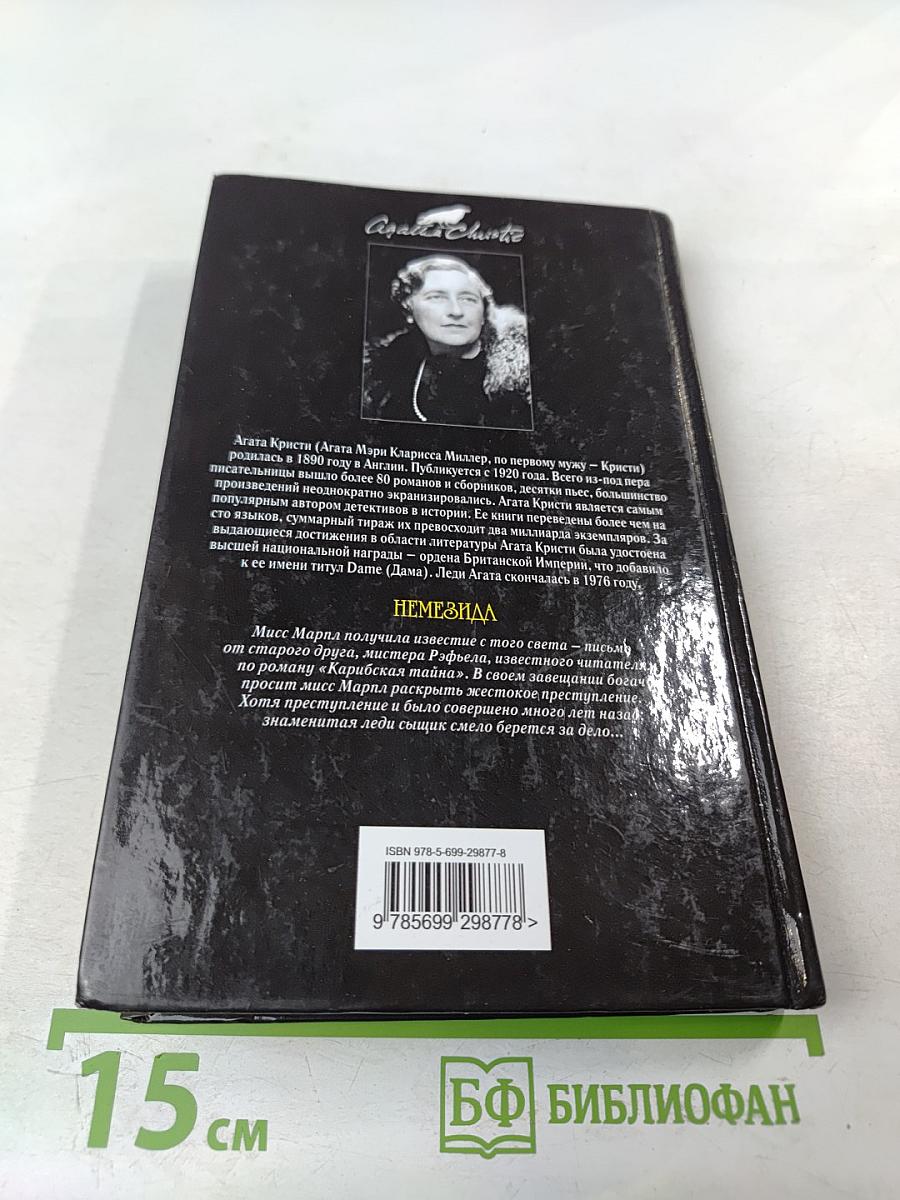 Agatha Christie
Агата Кристи (Агата Мэри Кларисса Миллер, по первому мужу – Кристи)
родилась в 1890 году в Англии. Публикуется с 1920 года. Всего из-под пера
писательницы вышло более 80 романов и сборников, десятки пьес, большинство
произведений неоднократно экранизировались. Агата Кристи является самым
популярным автором детективов в истории. Ее книги переведены более чем на
сто языков, суммарный тираж их превосходит два миллиарда экземпляров. За
выдающиеся достижения в области литературы Агата Кристи была удостоена
высшей национальной награды – ордена Британской Империи, что добавило
к ее имени титул Dame (Дама). Леди Агата скончалась в 1976 году.
НЕМЕЗИДА
Мисс Марпл получила известие с того света – письмо
от старого друга, мистера Рэфьела, известного читателям
по роману «Карибская тайна». В своем завещании богач
просит мисс Марпл раскрыть жестокое преступление.
Хотя преступление и было совершено много лет назад,
знаменитая леди сыщик смело берется за дело...
ISBN 978-5-699-29877-8
9 785699 298778 >
15 см
БФ БИБЛИОФАН